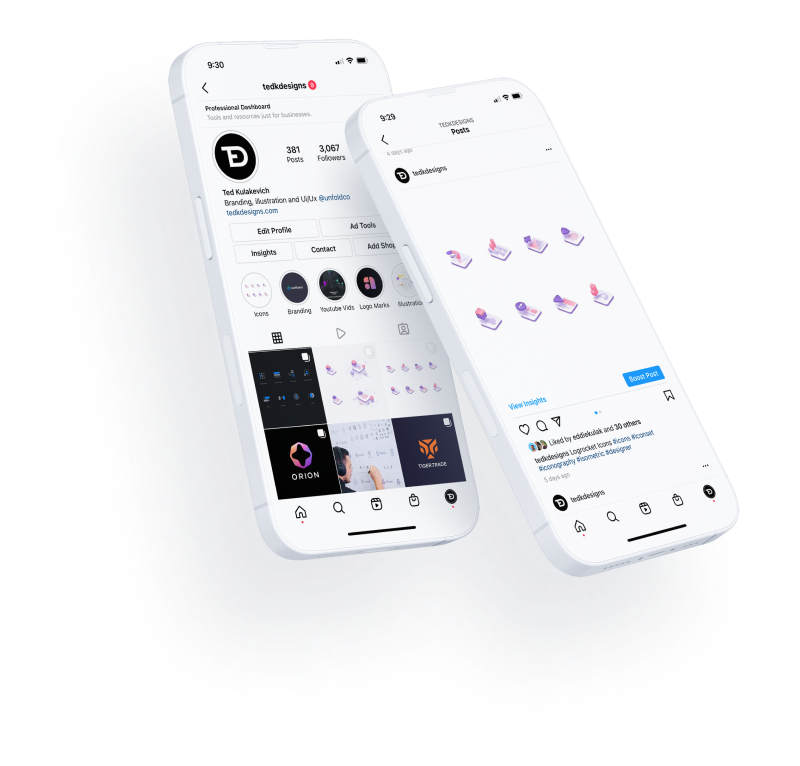 9:30
tedkdesigns
Professional Dashboard
Tools and resources just for businesses.
TED
381 3,067
Posts Followers
Ted Kulakevich
Branding, illustration and Ui/Ux @unfoldco
tedkdesigns.com
Edit Profile Ad Tools
Insights Contact Add Shop
Icons Branding Youtube Vids Logo Marks Illustration
ORION TIGERTRADE
9:29
TEDKDESIGNS
Posts
5 days ago
tedkdesigns
View Insights Boost Post
Liked by eddiekulak and 30 others
tedkdesigns Logrocket Icons #icons #iconset
#iconography #isometric #designer
5 days ago
tedkdesigns